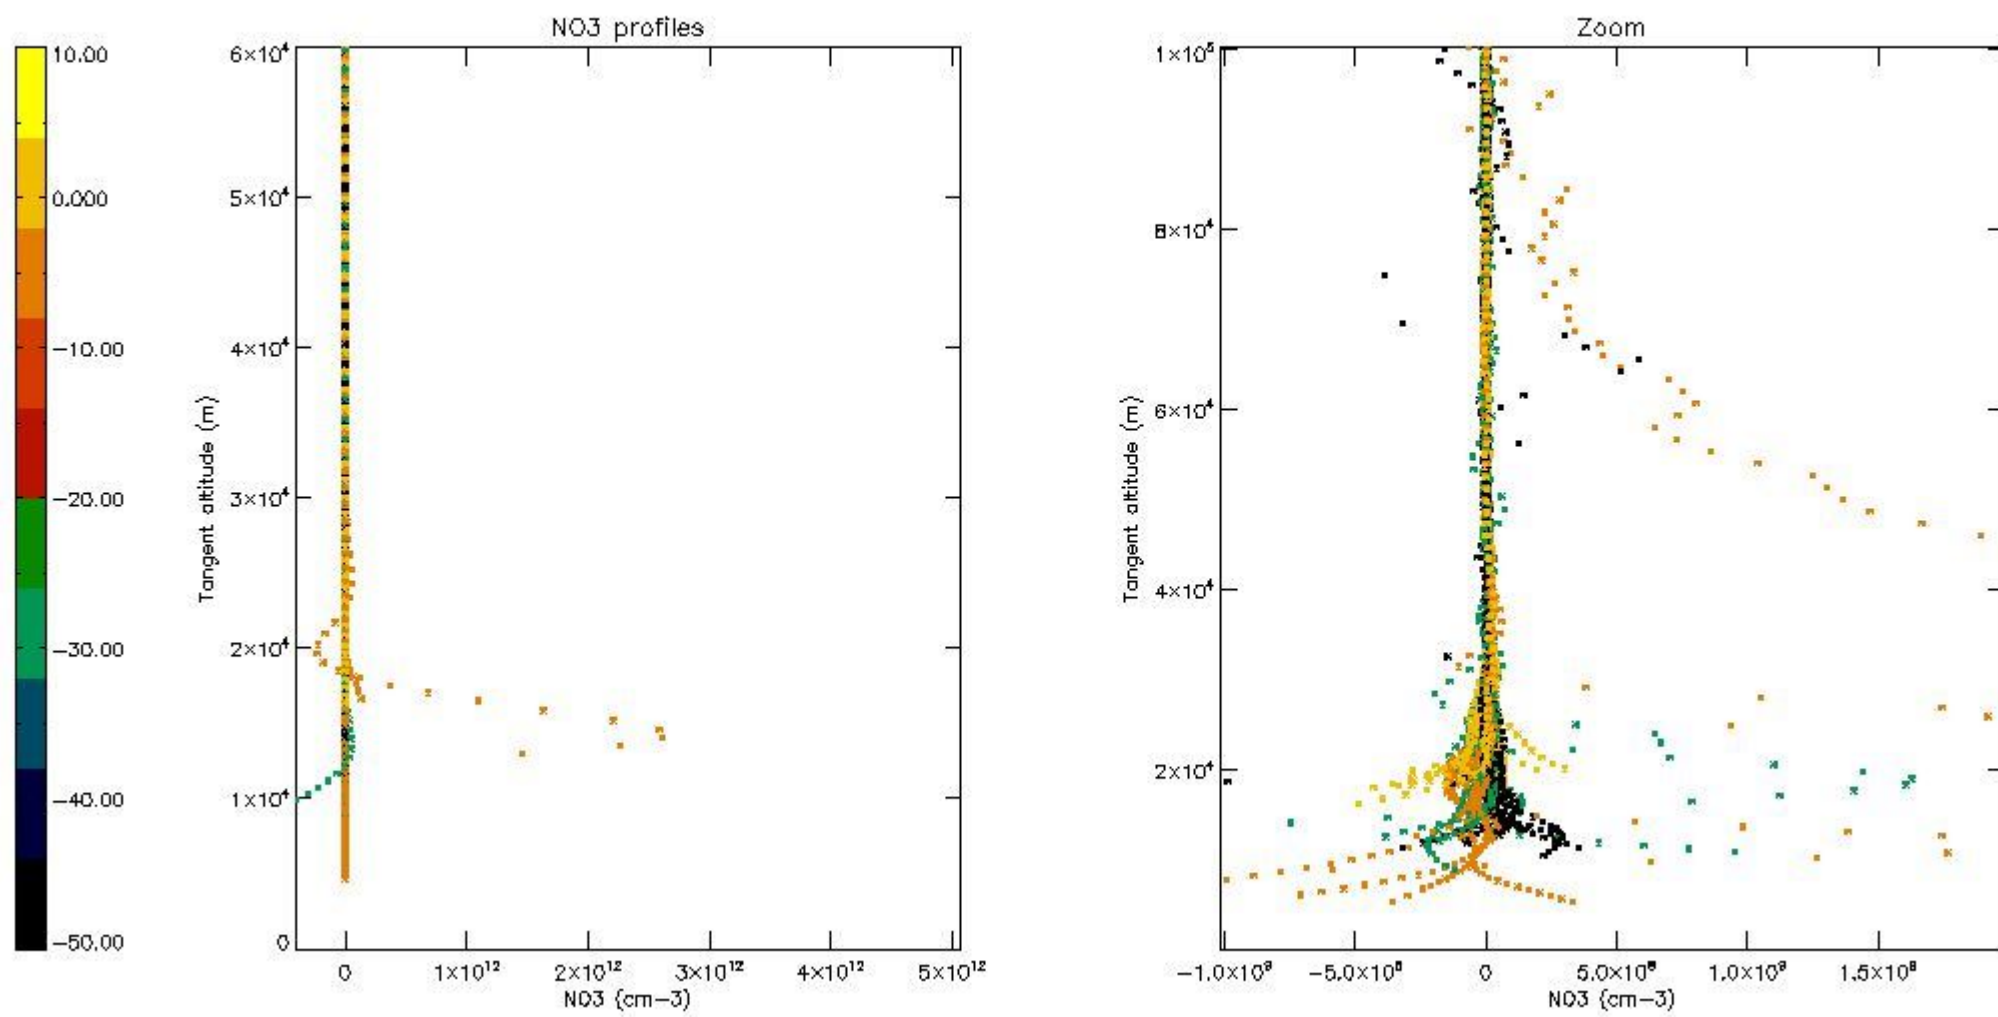 NO3 profiles
10.00
0.000
−10.00
−20.00
−30.00
−40.00
−50.00
6×10⁴
5×10⁴
4×10⁴
3×10⁴
2×10⁴
1×10⁴
0
Tangent altitude (m)
0 1×10¹² 2×10¹² 3×10¹² 4×10¹² 5×10¹²
NO3 (cm−3)
Zoom
1×10⁵
8×10⁴
6×10⁴
4×10⁴
2×10⁴
Tangent altitude (m)
−1.0×10⁹ −5.0×10⁸ 0 5.0×10⁸ 1.0×10⁹ 1.5×10⁹
NO3 (cm−3)